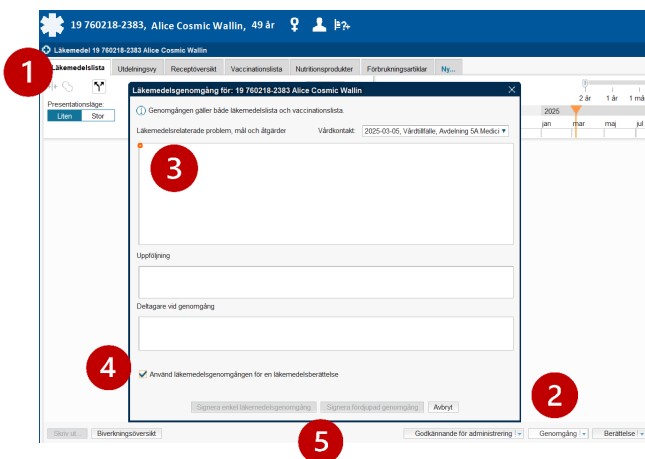 19 760218-2383, Alice Cosmic Wallin, 49 år
Läkemedel 19 760218-2383 Alice Cosmic Wallin
1
Läkemedelslista Utdelningsvy Receptöversikt Vaccinationslista Nutritionsprodukter Förbrukningsartiklar Ny...
Presentationsläge:
Liten Stor
2 år 1 år 1 må
2025
jan mar maj jul
Läkemedelsgenomgång för: 19 760218-2383 Alice Cosmic Wallin
Genomgången gäller både läkemedelslista och vaccinationslista.
Läkemedelsrelaterade problem, mål och åtgärder Vårdkontakt: 2025-03-05, Vårdtillfälle, Avdelning 5A Medici
3
Uppföljning
Deltagare vid genomgång
4
Använd läkemedelsgenomgången för en läkemedelsberättelse
2
Signera enkel läkemedelsgenomgång Signera fördjupad genomgång Avbryt
5
Skriv ut... Biverkningsöversikt Godkännande för administrering Genomgång Berättelse